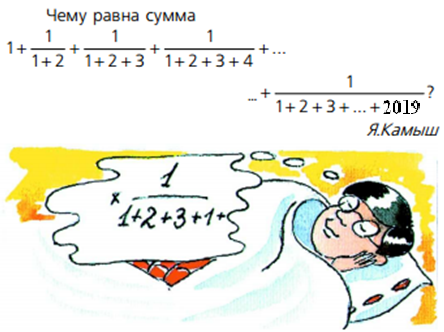 Чему равна сумма
1 + 1/(1+2) + 1/(1+2+3) + 1/(1+2+3+4) + ...
... + 1/(1+2+3+...+2019) ?
Я.Камыш
× 1/(1+2+3+1+